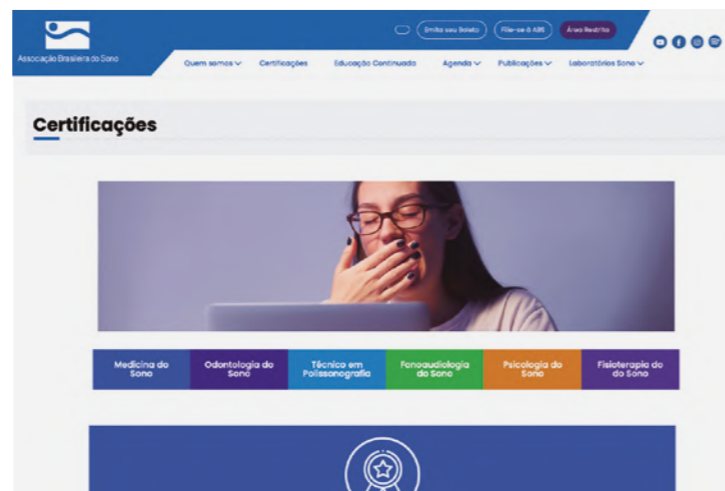 Emita seu Boleto
Filie-se à ABS
Área Restrita
Associação Brasileira do Sono
Quem somos
Certificações
Educação Continuada
Agenda
Publicações
Laboratórios Sono
Certificações
Medicina do
Sono
Odontologia do
Sono
Técnico em
Polissonografia
Fonoaudiologia
do Sono
Psicologia do
Sono
Fisioterapia do
do Sono